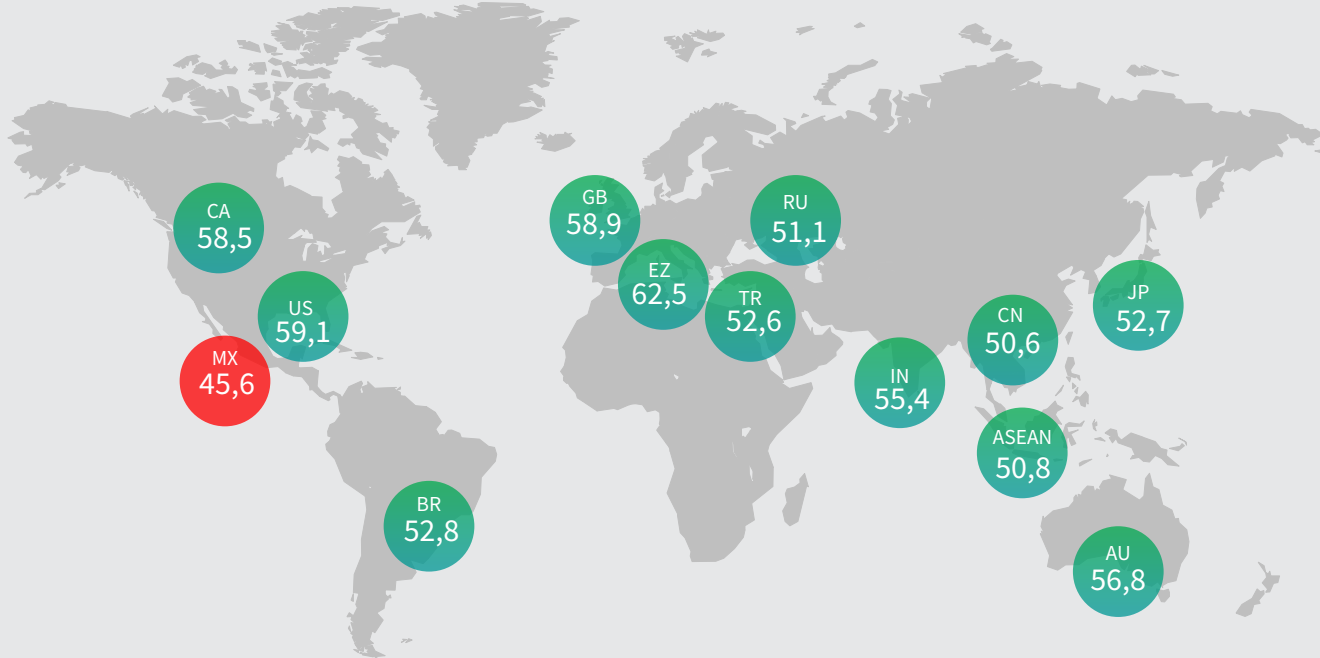 CA
58,5
US
59,1
MX
45,6
BR
52,8
GB
58,9
EZ
62,5
TR
52,6
RU
51,1
IN
55,4
CN
50,6
JP
52,7
ASEAN
50,8
AU
56,8